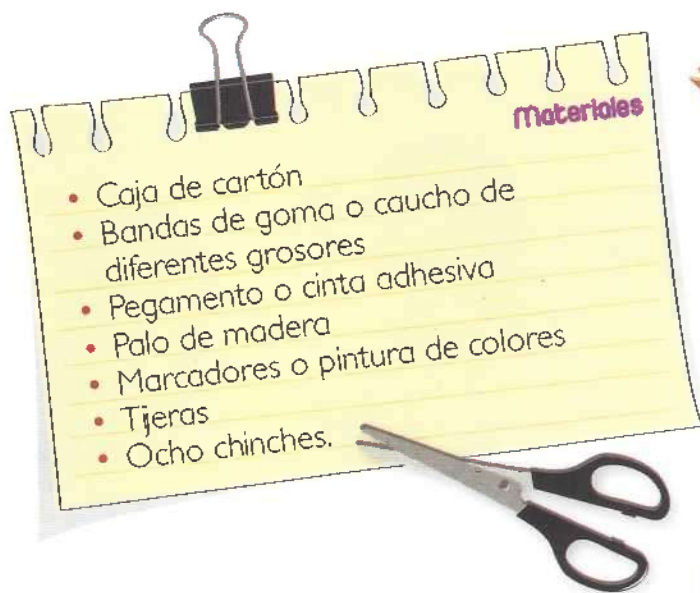 Materiales
• Caja de cartón
• Bandas de goma o caucho de
diferentes grosores
• Pegamento o cinta adhesiva
• Palo de madera
• Marcadores o pintura de colores
• Tijeras
• Ocho chinches.